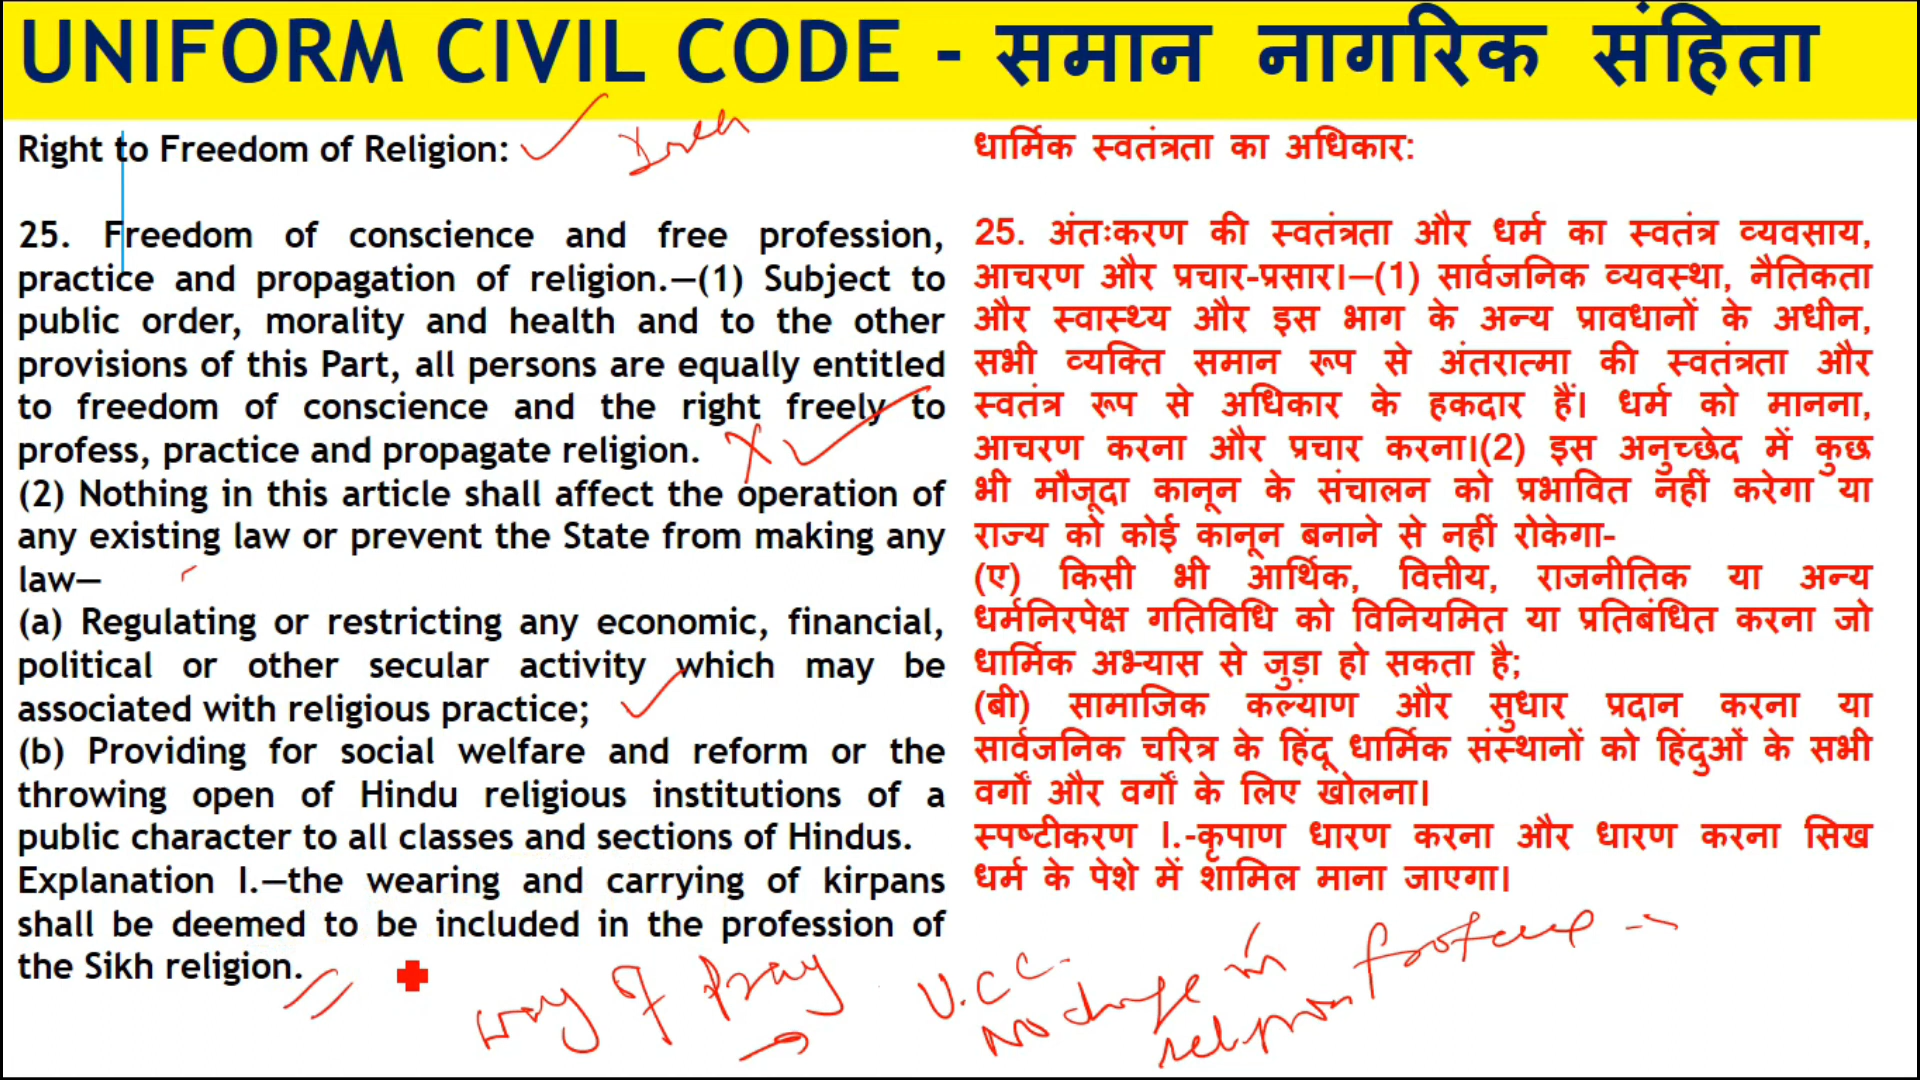 UNIFORM CIVIL CODE - समान नागरिक संहिता
Right to Freedom of Religion:
25. Freedom of conscience and free profession,
practice and propagation of religion.—(1) Subject to
public order, morality and health and to the other
provisions of this Part, all persons are equally entitled
to freedom of conscience and the right freely to
profess, practice and propagate religion.
(2) Nothing in this article shall affect the operation of
any existing law or prevent the State from making any
law—
(a) Regulating or restricting any economic, financial,
political or other secular activity which may be
associated with religious practice;
(b) Providing for social welfare and reform or the
throwing open of Hindu religious institutions of a
public character to all classes and sections of Hindus.
Explanation I.—the wearing and carrying of kirpans
shall be deemed to be included in the profession of
the Sikh religion.
धार्मिक स्वतंत्रता का अधिकार:
25. अंतःकरण की स्वतंत्रता और धर्म का स्वतंत्र व्यवसाय,
आचरण और प्रचार-प्रसार।—(1) सार्वजनिक व्यवस्था, नैतिकता
और स्वास्थ्य और इस भाग के अन्य प्रावधानों के अधीन,
सभी व्यक्ति समान रूप से अंतरात्मा की स्वतंत्रता और
स्वतंत्र रूप से अधिकार के हकदार हैं। धर्म को मानना,
आचरण करना और प्रचार करना।(2) इस अनुच्छेद में कुछ
भी मौजूदा कानून के संचालन को प्रभावित नहीं करेगा या
राज्य को कोई कानून बनाने से नहीं रोकेगा-
(ए) किसी भी आर्थिक, वित्तीय, राजनीतिक या अन्य
धर्मनिरपेक्ष गतिविधि को विनियमित या प्रतिबंधित करना जो
धार्मिक अभ्यास से जुड़ा हो सकता है;
(बी) सामाजिक कल्याण और सुधार प्रदान करना या
सार्वजनिक चरित्र के हिंदू धार्मिक संस्थानों को हिंदुओं के सभी
वर्गों और वर्गों के लिए खोलना।
स्पष्टीकरण I.-कृपाण धारण करना और धारण करना सिख
धर्म के पेशे में शामिल माना जाएगा।
way of Pray
U.C.C.
No change in
religion